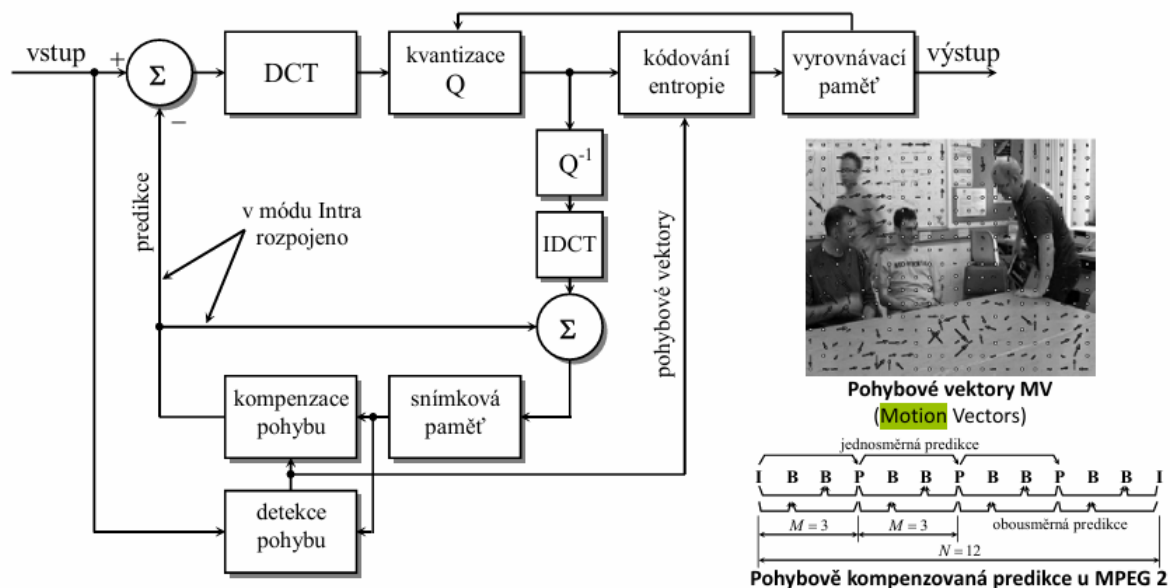 vstup
+
Σ
−
DCT
kvantizace
Q
kódování
entropie
vyrovnávací
paměť
výstup
Q⁻¹
IDCT
Σ
predikce
v módu Intra
rozpojeno
pohybové vektory
kompenzace
pohybu
snímková
paměť
detekce
pohybu
Pohybové vektory MV
(Motion Vectors)
jednosměrná predikce
I B B P B B P B B P B B I
M = 3 M = 3 obousměrná predikce
N = 12
Pohybově kompenzovaná predikce u MPEG 2